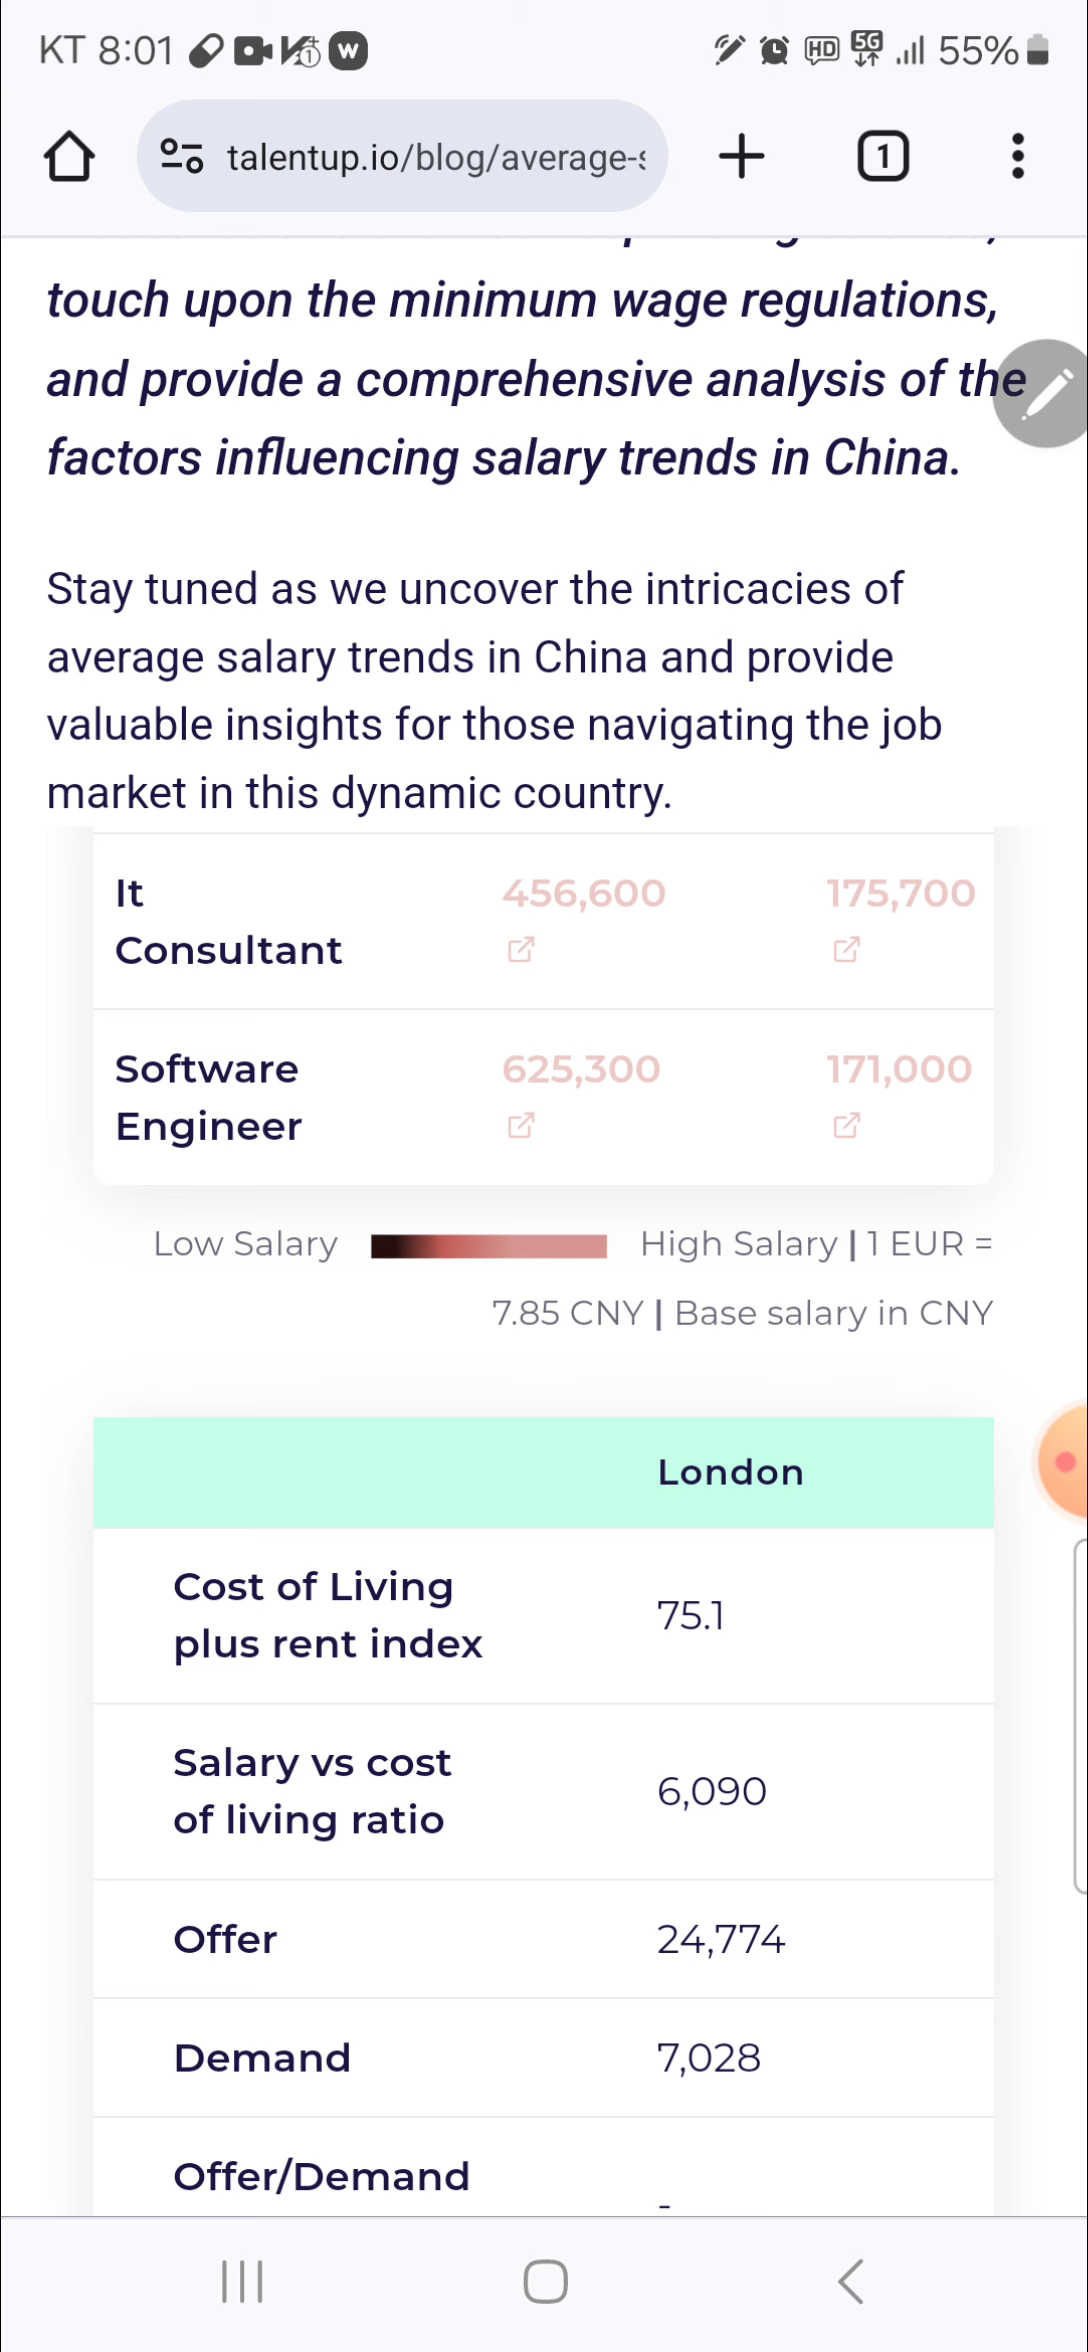 KT 8:01
W
HD 5G 55%
talentup.io/blog/average-s
1
touch upon the minimum wage regulations,
and provide a comprehensive analysis of the
factors influencing salary trends in China.
Stay tuned as we uncover the intricacies of
average salary trends in China and provide
valuable insights for those navigating the job
market in this dynamic country.
It
Consultant
456,600
175,700
Software
Engineer
625,300
171,000
Low Salary
High Salary | 1 EUR =
7.85 CNY | Base salary in CNY
London
Cost of Living
plus rent index
75.1
Salary vs cost
of living ratio
6,090
Offer
24,774
Demand
7,028
Offer/Demand
-